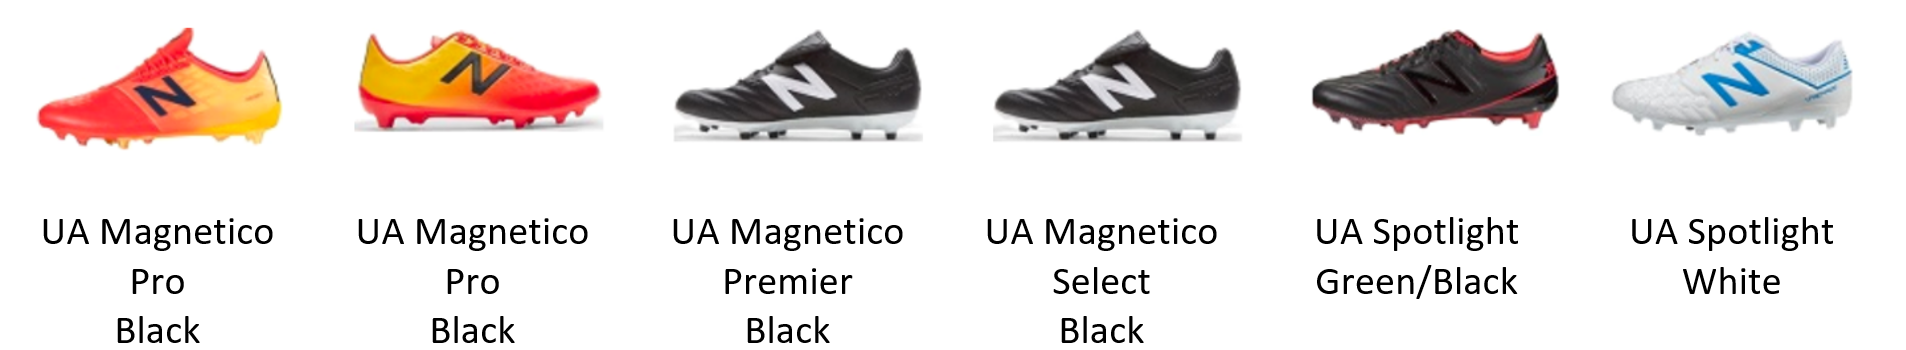 N N N N N N
UA Magnetico
Pro
Black
UA Magnetico
Pro
Black
UA Magnetico
Premier
Black
UA Magnetico
Select
Black
UA Spotlight
Green/Black
UA Spotlight
White